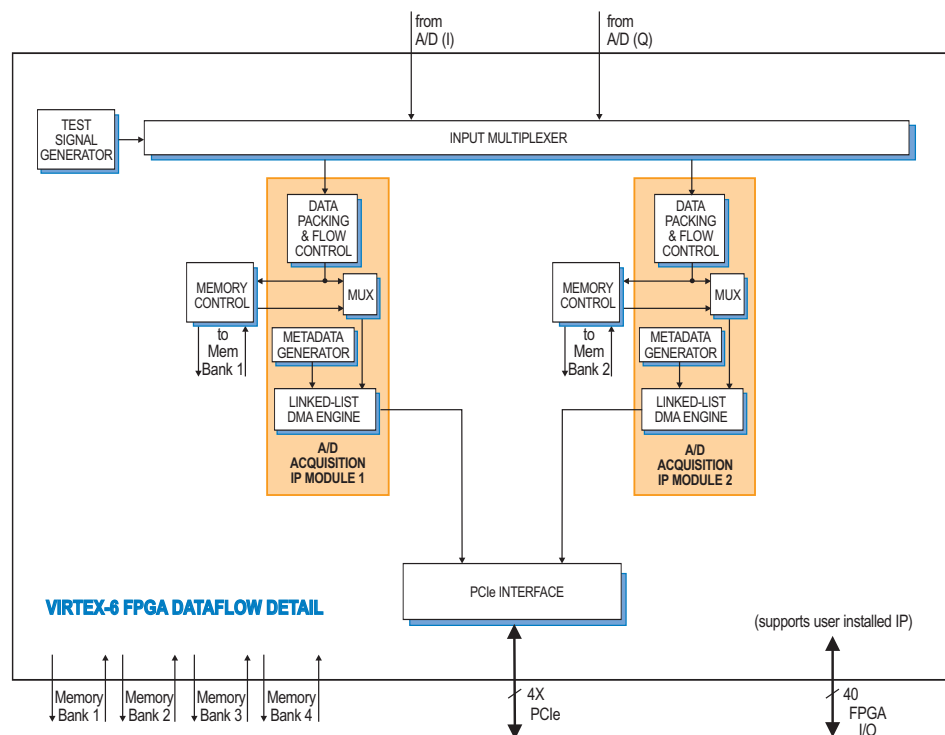 from
A/D (I)
from
A/D (Q)
TEST
SIGNAL
GENERATOR
INPUT MULTIPLEXER
DATA
PACKING
& FLOW
CONTROL
MEMORY
CONTROL
MUX
to
Mem
Bank 1
METADATA
GENERATOR
LINKED-LIST
DMA ENGINE
A/D
ACQUISITION
IP MODULE 1
DATA
PACKING
& FLOW
CONTROL
MEMORY
CONTROL
MUX
to
Mem
Bank 2
METADATA
GENERATOR
LINKED-LIST
DMA ENGINE
A/D
ACQUISITION
IP MODULE 2
PCIe INTERFACE
VIRTEX-6 FPGA DATAFLOW DETAIL
(supports user installed IP)
Memory
Bank 1
Memory
Bank 2
Memory
Bank 3
Memory
Bank 4
4X
PCIe
40
FPGA
I/O